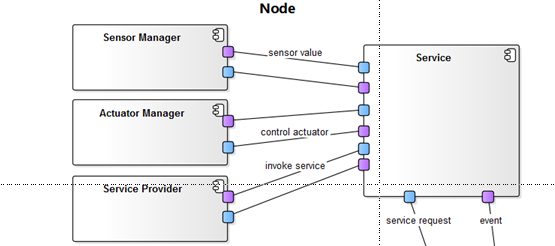 Node
Sensor Manager
sensor value
Service
Actuator Manager
control actuator
invoke service
Service Provider
service request
event